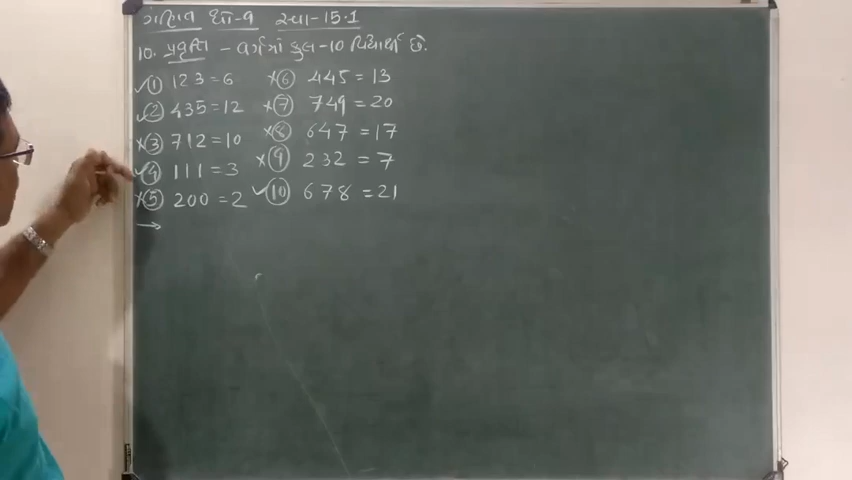 ગણિત ધો-9 સ્વા-15.1
10. પ્રવૃત્તિ - વર્ગમાં કુલ-10 વિદ્યાર્થી છે.
✓① 123=6 ×⑥ 445=13
✓② 435=12 ×⑦ 749=20
×③ 712=10 ×⑧ 647=17
✓④ 111=3 ×⑨ 232=7
×⑤ 200=2 ✓⑩ 678=21
→